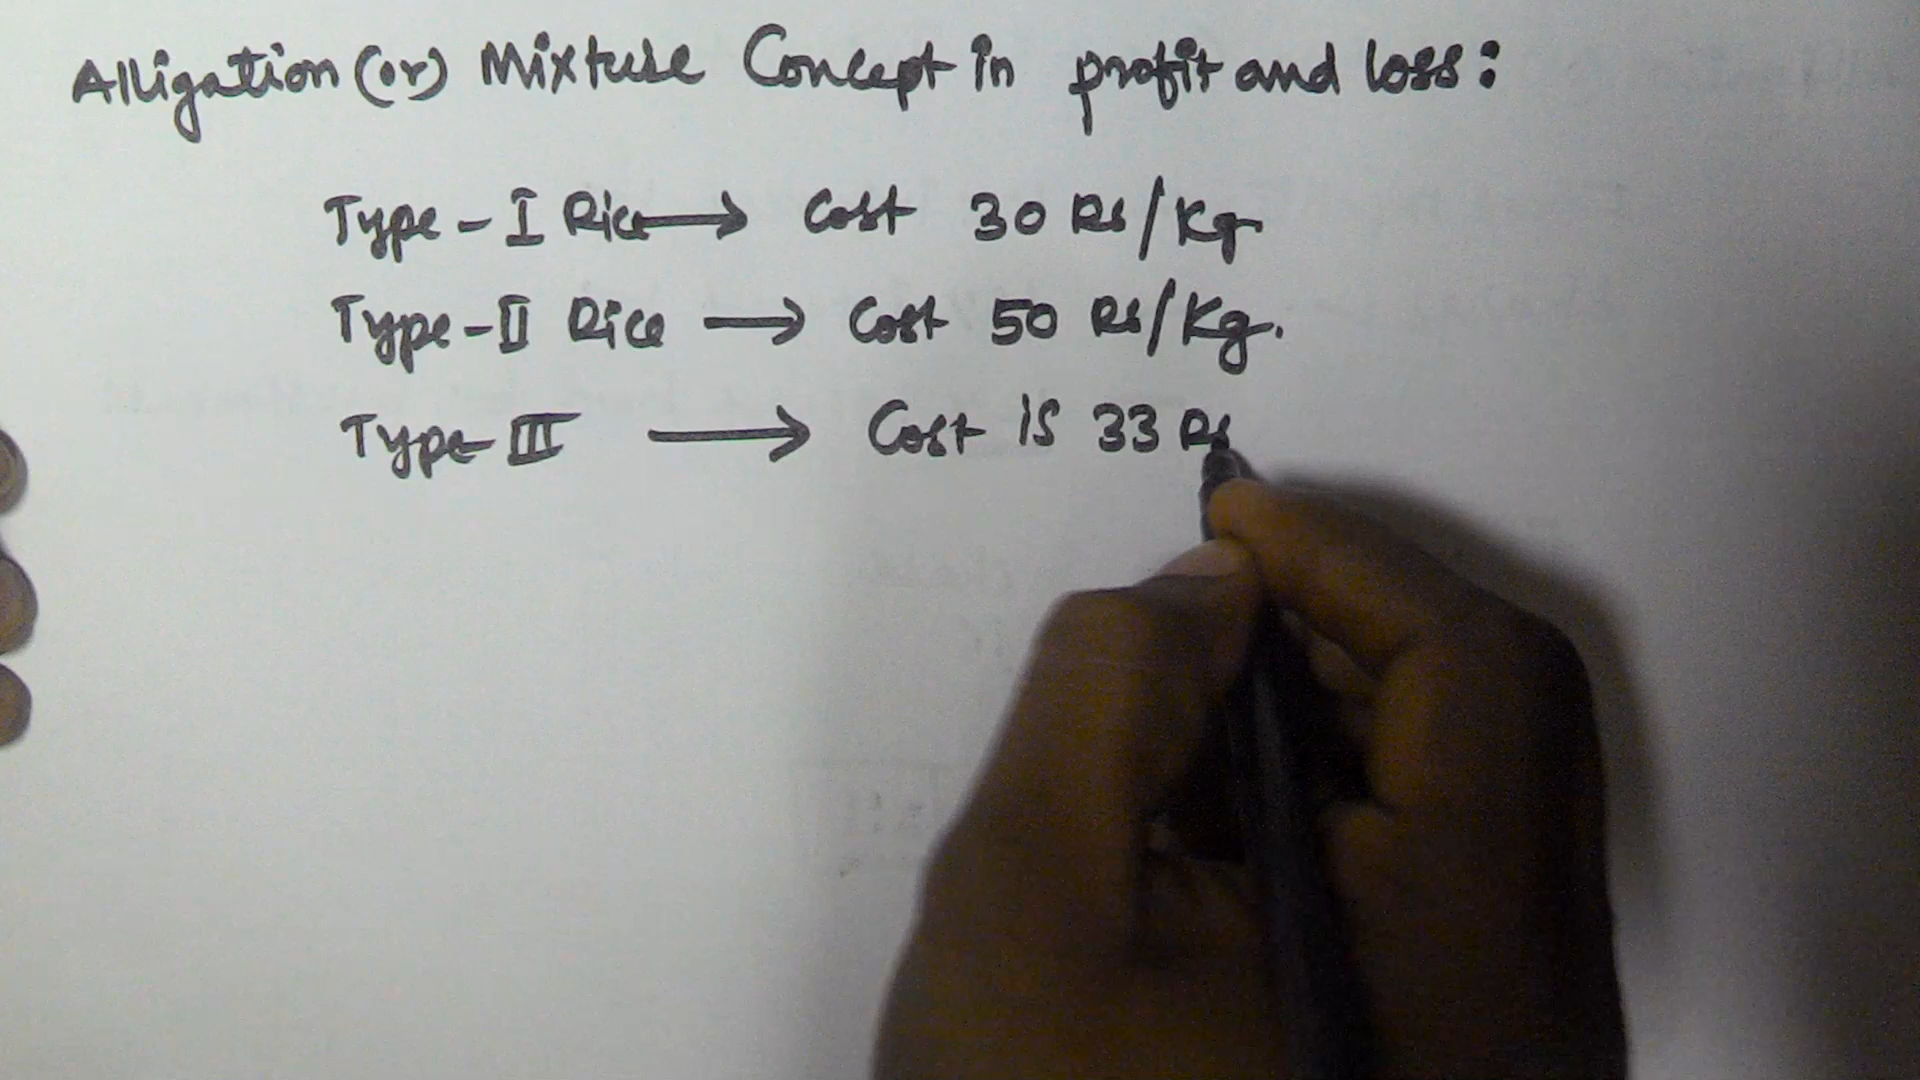 Alligation (or) Mixture Concept in profit and loss:
Type - I Rice → Cost 30 Rs/Kg
Type - II Rice → Cost 50 Rs/Kg.
Type - III → Cost is 33 Rs